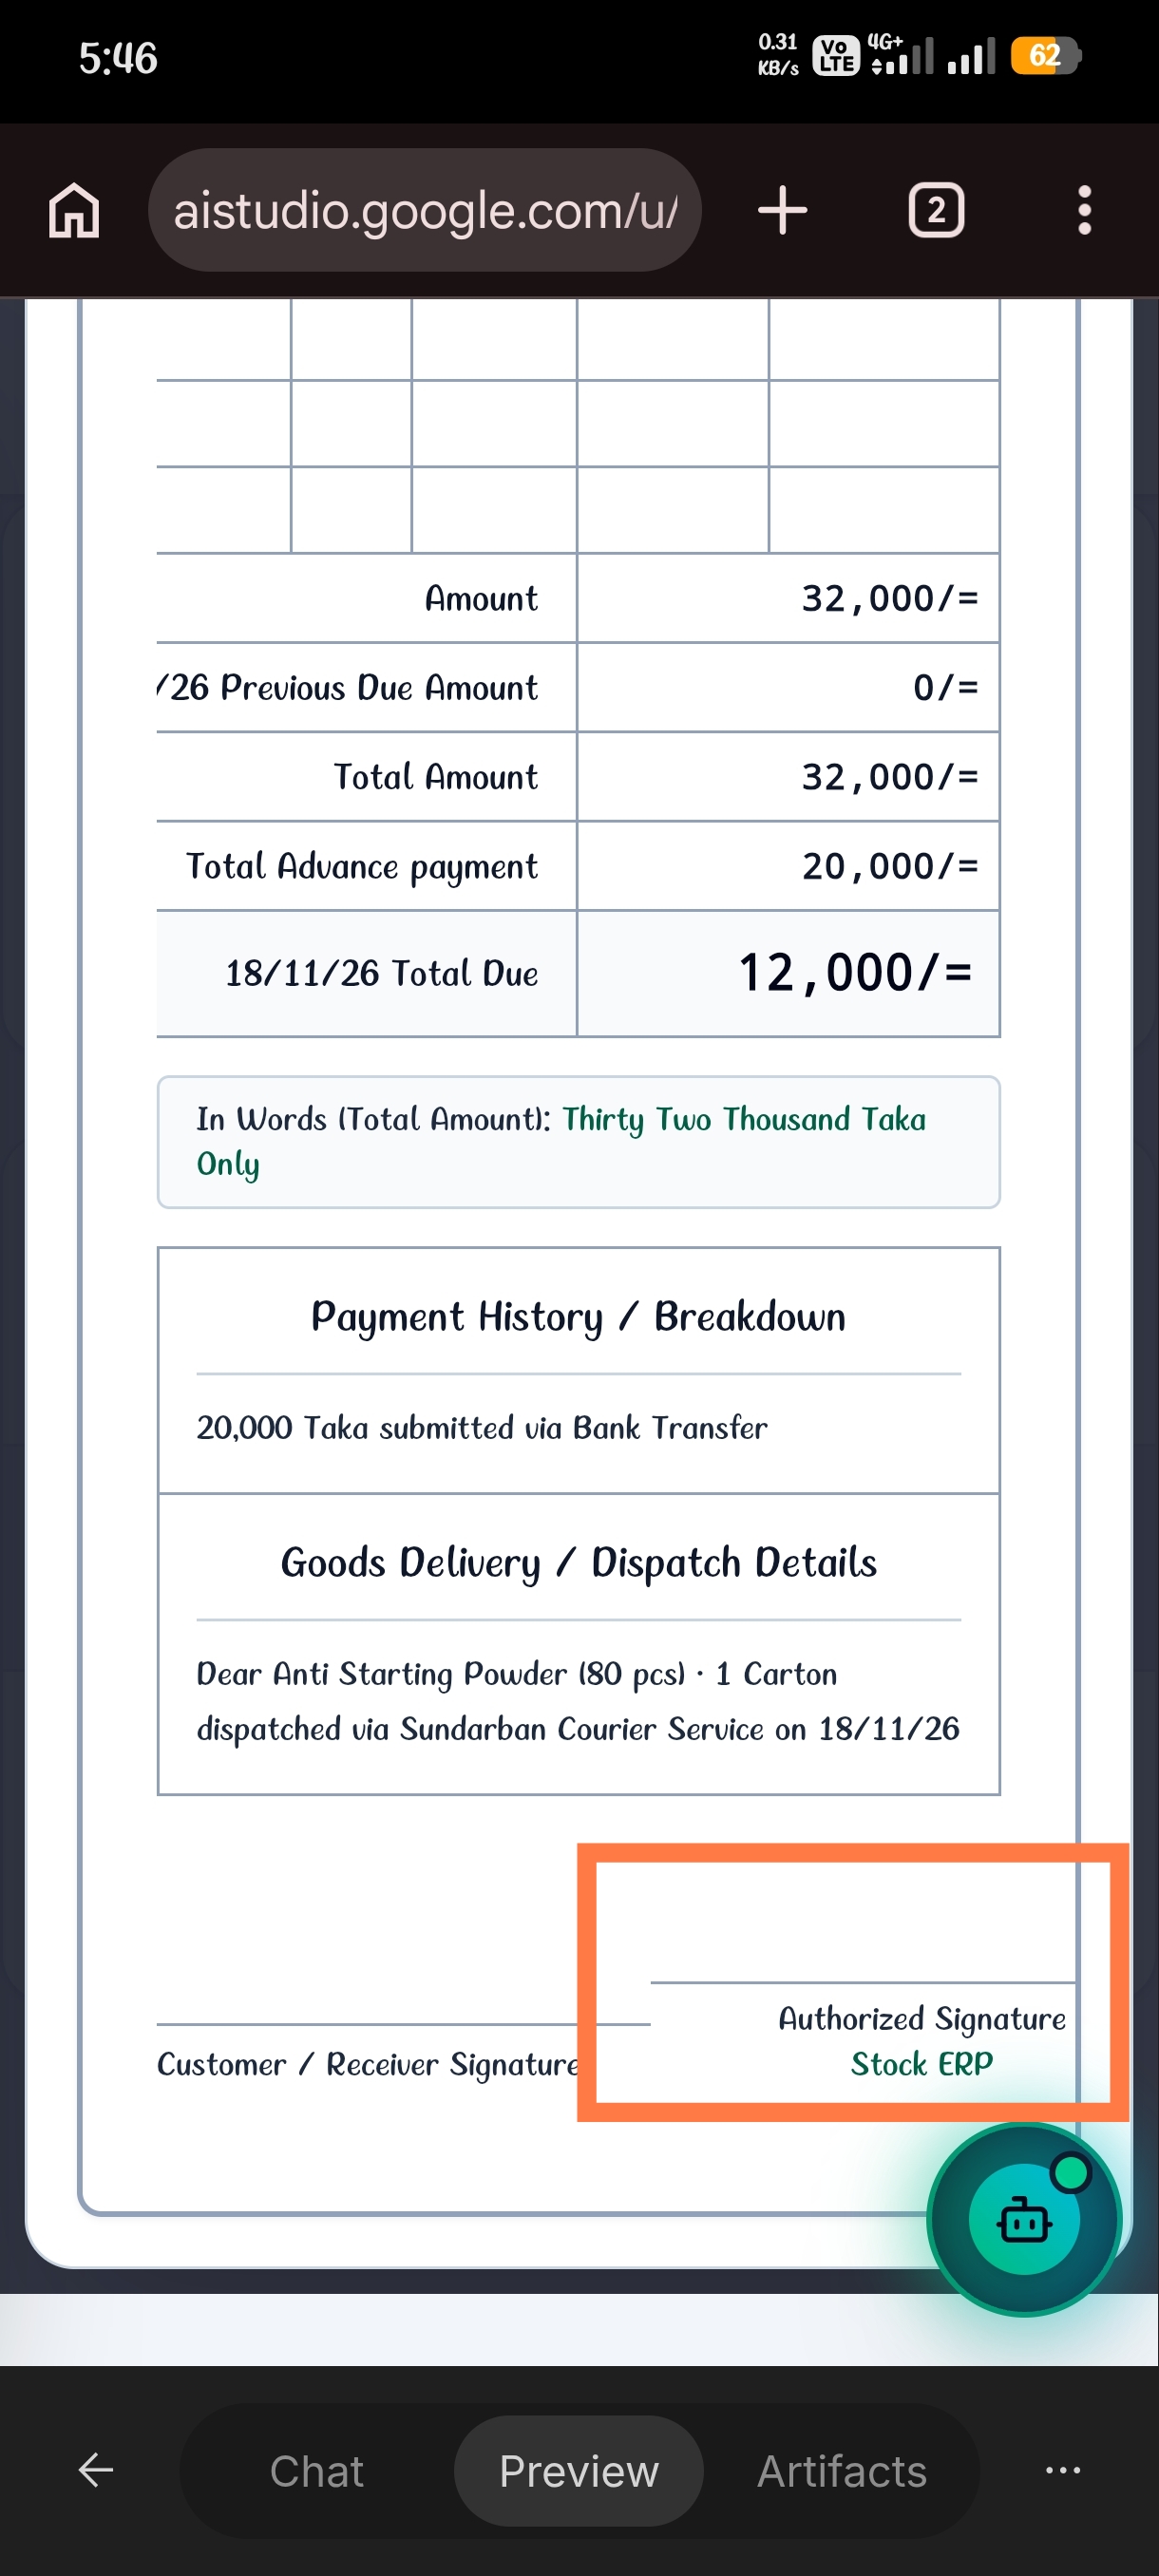 5:46
0.31 KB/s Vo LTE 4G+ 62
aistudio.google.com/u/
2
Amount 32,000/=
/26 Previous Due Amount 0/=
Total Amount 32,000/=
Total Advance payment 20,000/=
18/11/26 Total Due 12,000/=
In Words (Total Amount): Thirty Two Thousand Taka
Only
Payment History / Breakdown
20,000 Taka submitted via Bank Transfer
Goods Delivery / Dispatch Details
Dear Anti Starting Powder (80 pcs) · 1 Carton
dispatched via Sundarban Courier Service on 18/11/26
Authorized Signature
Customer / Receiver Signature Stock ERP
Chat Preview Artifacts